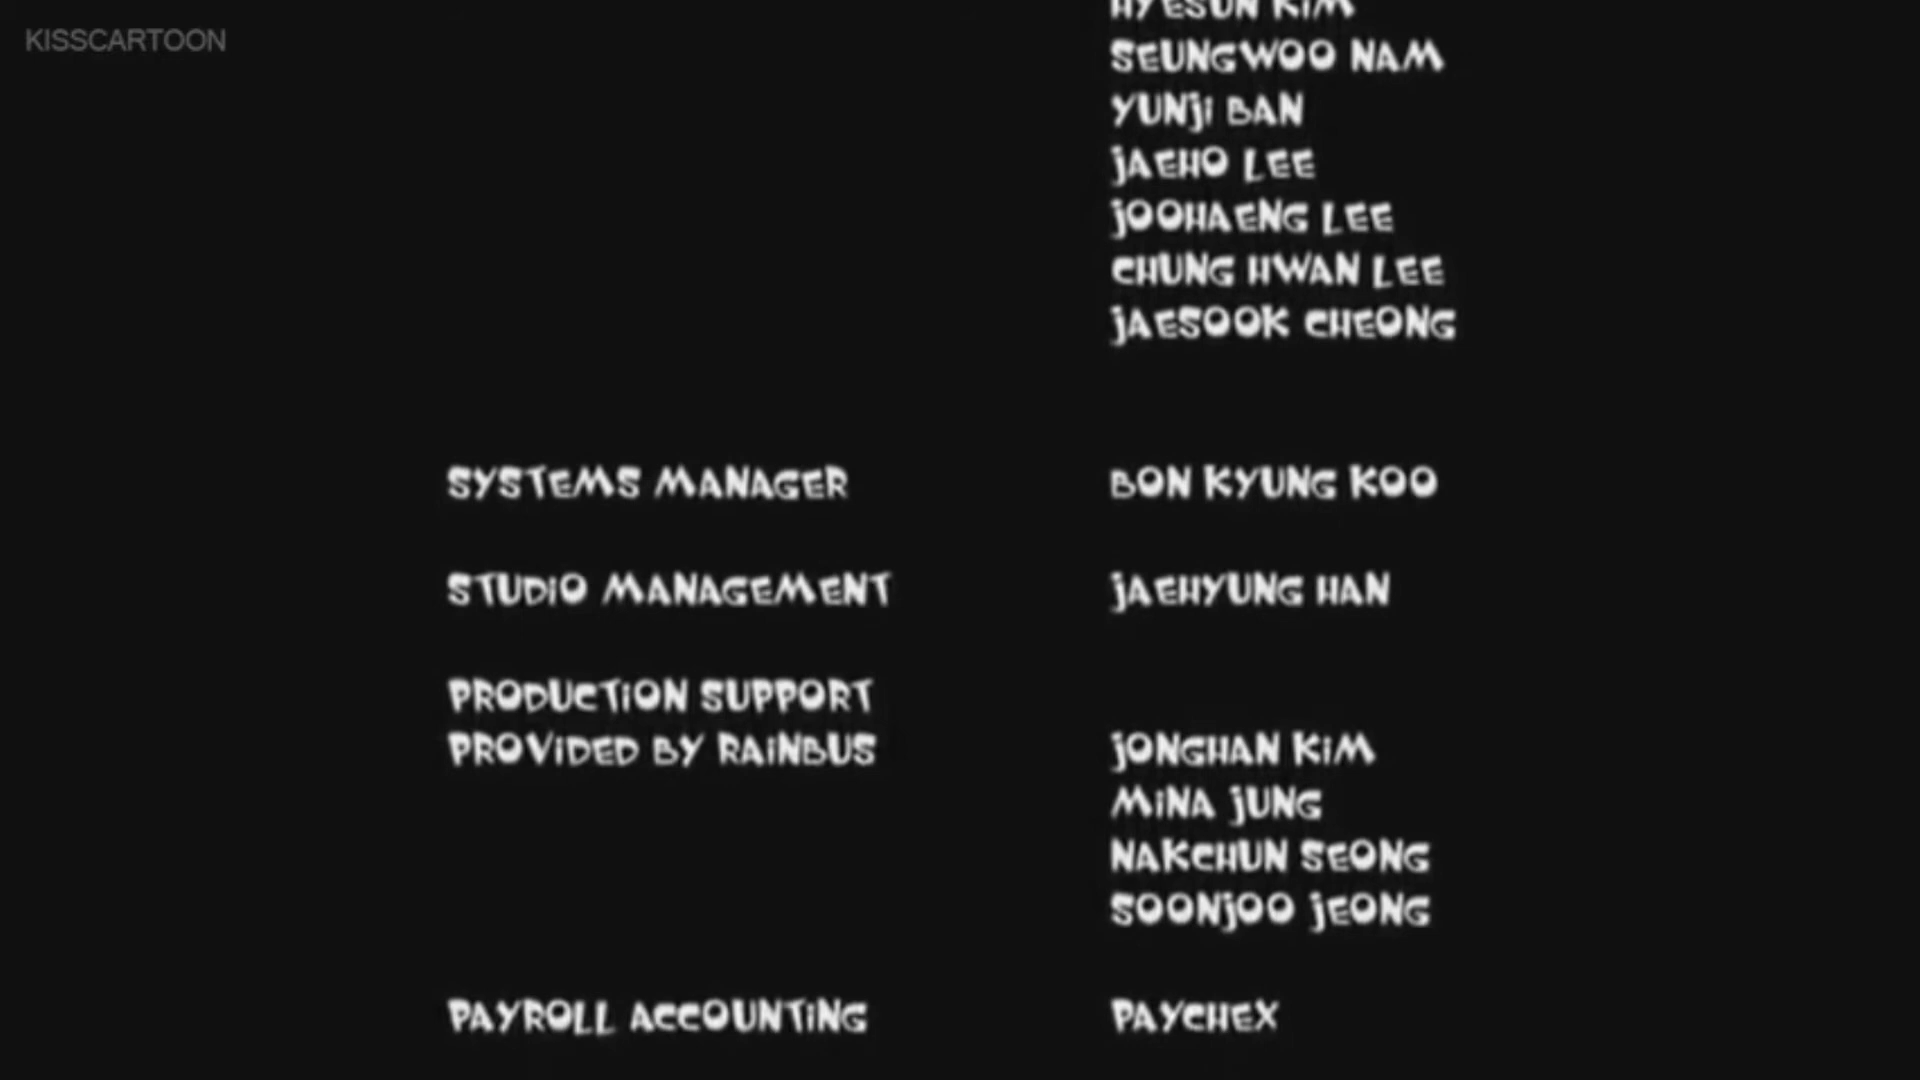 KISSCARTOON
HYESUN KiM
SEUNGWOO NAM
YUNji BAN
jAEHO LEE
jOOHAENG LEE
CHUNG HWAN LEE
jAESOOK CHEONG
SYSTEMS MANAGER BON KYUNG KOO
STUDiO MANAGEMENT jAEHYUNG HAN
PRODUCTiON SUPPORT
PROViDED BY RAiNBUS jONGHAN KiM
MiNA jUNG
NAKCHUN SEONG
SOONjOO jEONG
PAYROLL ACCOUNTiNG PAYCHEX